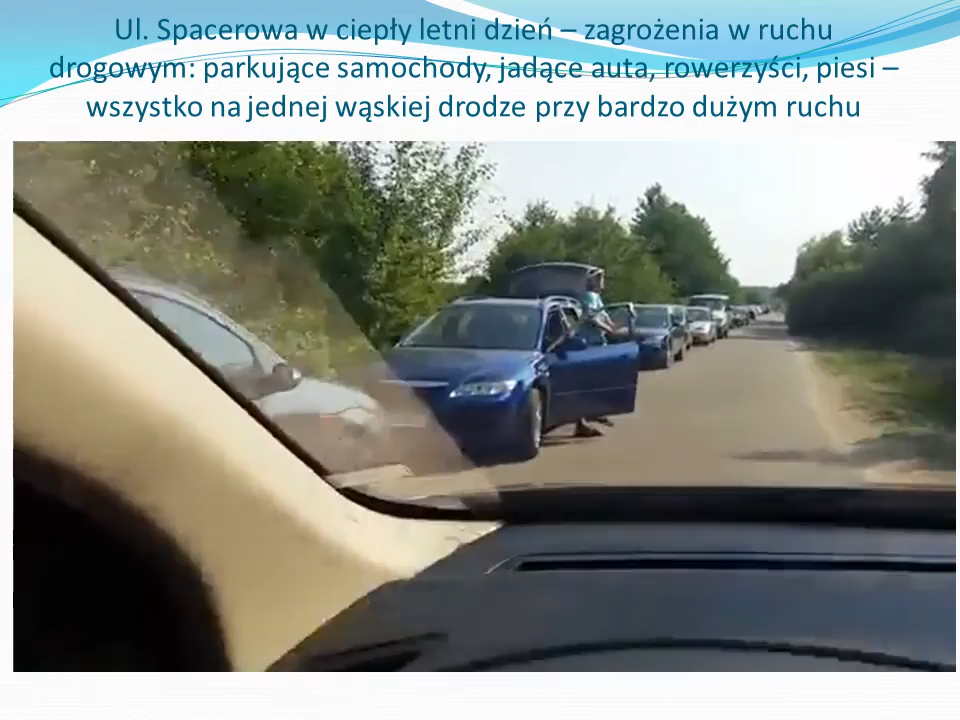 Ul. Spacerowa w ciepły letni dzień – zagrożenia w ruchu
drogowym: parkujące samochody, jadące auta, rowerzyści, piesi –
wszystko na jednej wąskiej drodze przy bardzo dużym ruchu